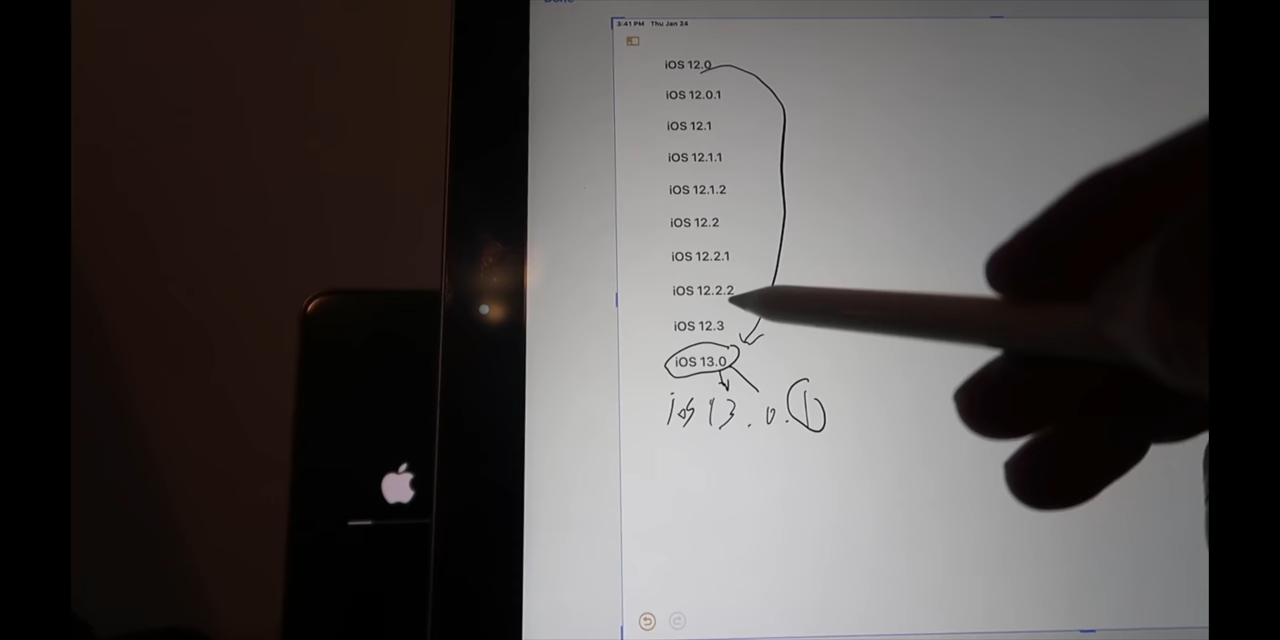 Done
3:41 PM Thu Jan 24
iOS 12.0
iOS 12.0.1
iOS 12.1
iOS 12.1.1
iOS 12.1.2
iOS 12.2
iOS 12.2.1
iOS 12.2.2
iOS 12.3
iOS 13.0
ios 13.0.1